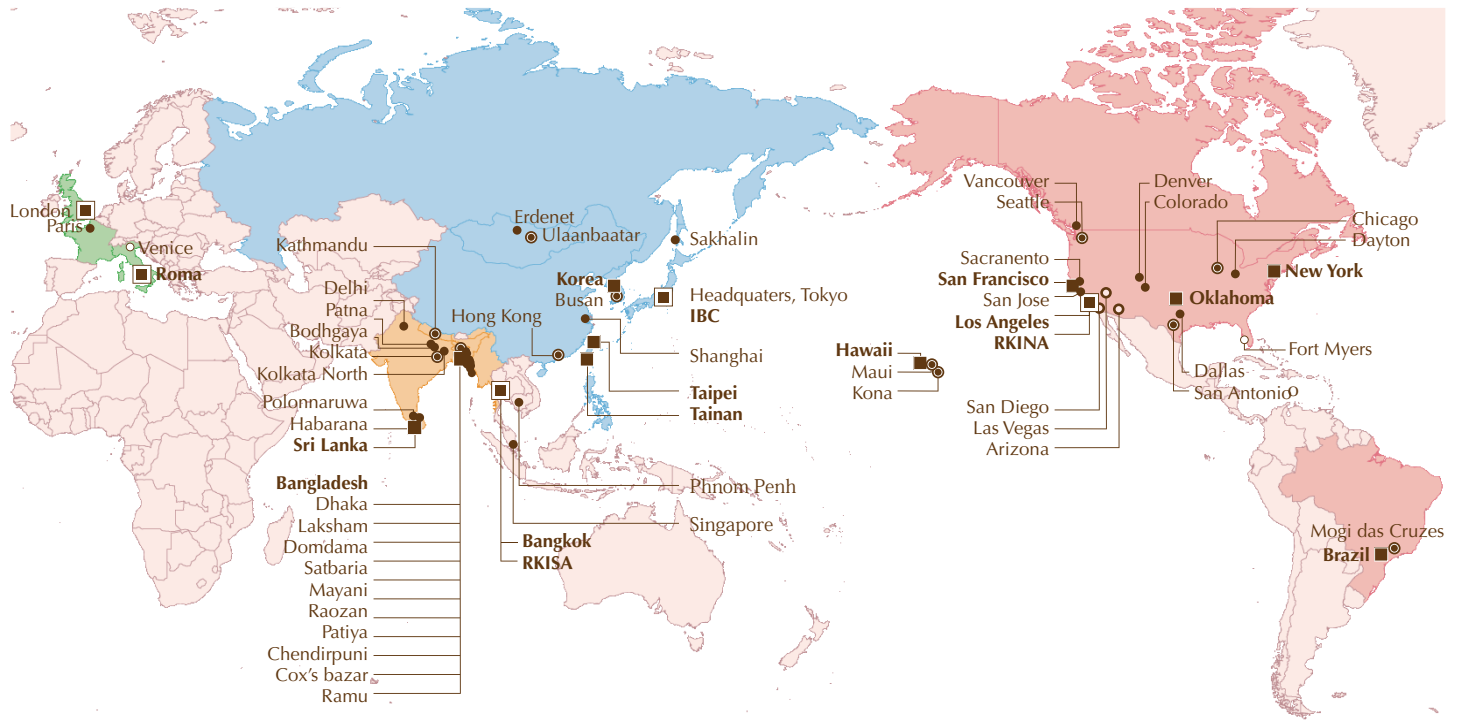 London
Paris
Venice
Roma
Kathmandu
Delhi
Patna
Bodhgaya
Kolkata
Kolkata North
Polonnaruwa
Habarana
Sri Lanka
Bangladesh
Dhaka
Laksham
Domdama
Satbaria
Mayani
Raozan
Patiya
Chendirpuni
Cox's bazar
Ramu
Erdenet
Ulaanbaatar
Sakhalin
Korea
Busan
Hong Kong
Headquaters, Tokyo
IBC
Shanghai
Taipei
Tainan
Phnom Penh
Singapore
Bangkok
RKISA
Hawaii
Maui
Kona
Vancouver
Seattle
Sacranento
San Francisco
San Jose
Los Angeles
RKINA
San Diego
Las Vegas
Arizona
Denver
Colorado
Chicago
Dayton
New York
Oklahoma
Fort Myers
Dallas
San Antonio
Mogi das Cruzes
Brazil